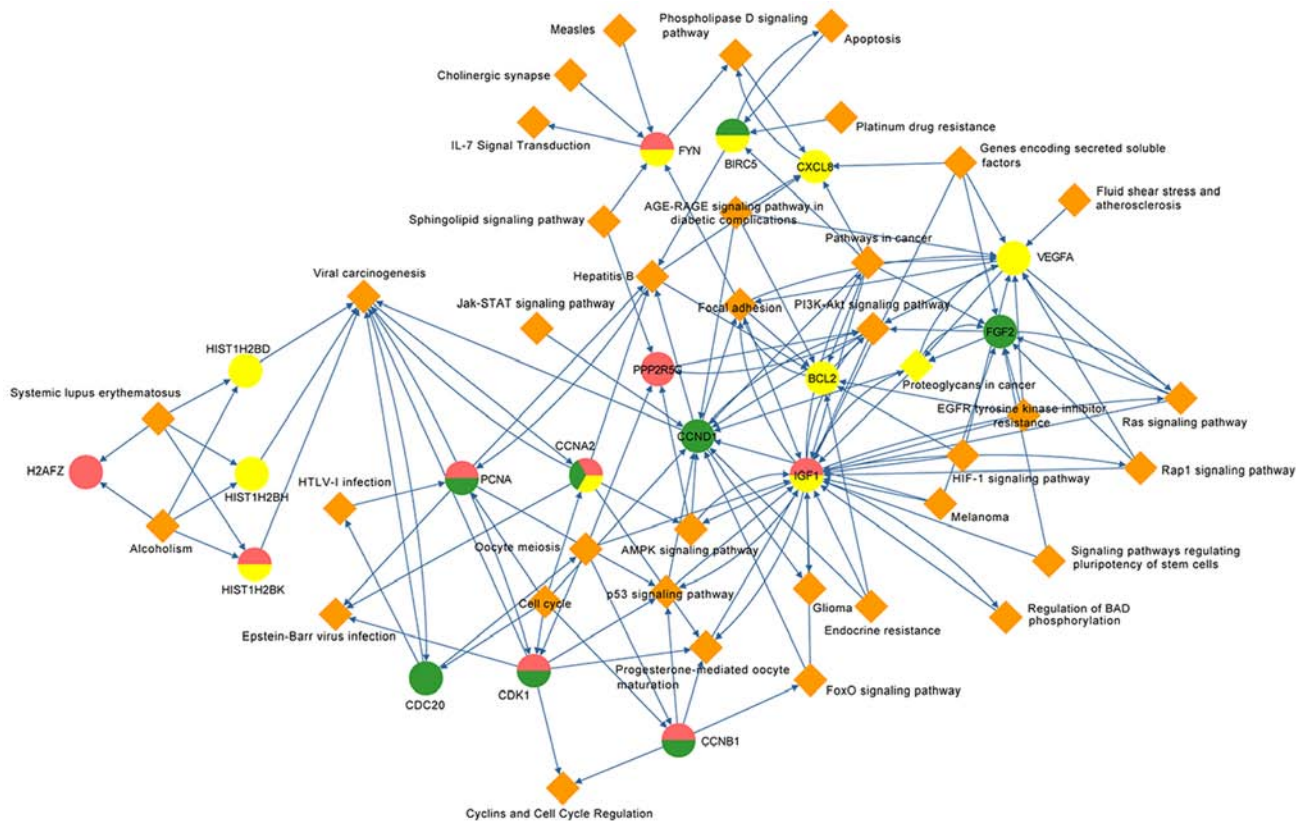 Measles
Phospholipase D signaling
pathway
Apoptosis
Cholinergic synapse
IL-7 Signal Transduction
FYN
BIRC5
Platinum drug resistance
CXCL8
Genes encoding secreted soluble
factors
Fluid shear stress and
atherosclerosis
Sphingolipid signaling pathway
AGE-RAGE signaling pathway in
diabetic complications
Pathways in cancer
VEGFA
Viral carcinogenesis
Hepatitis B
Jak-STAT signaling pathway
Focal adhesion
PI3K-Akt signaling pathway
FGF2
HIST1H2BD
PPP2R5C
BCL2
Proteoglycans in cancer
Systemic lupus erythematosus
EGFR tyrosine kinase inhibitor
resistance
Ras signaling pathway
CCND1
CCNA2
H2AFZ
HIST1H2BH
HTLV-I infection
PCNA
IGF1
HIF-1 signaling pathway
Rap1 signaling pathway
Melanoma
Alcoholism
Oocyte meiosis
AMPK signaling pathway
Signaling pathways regulating
pluripotency of stem cells
HIST1H2BK
Cell cycle
p53 signaling pathway
Glioma
Endocrine resistance
Regulation of BAD
phosphorylation
Epstein-Barr virus infection
CDC20
CDK1
Progesterone-mediated oocyte
maturation
FoxO signaling pathway
CCNB1
Cyclins and Cell Cycle Regulation